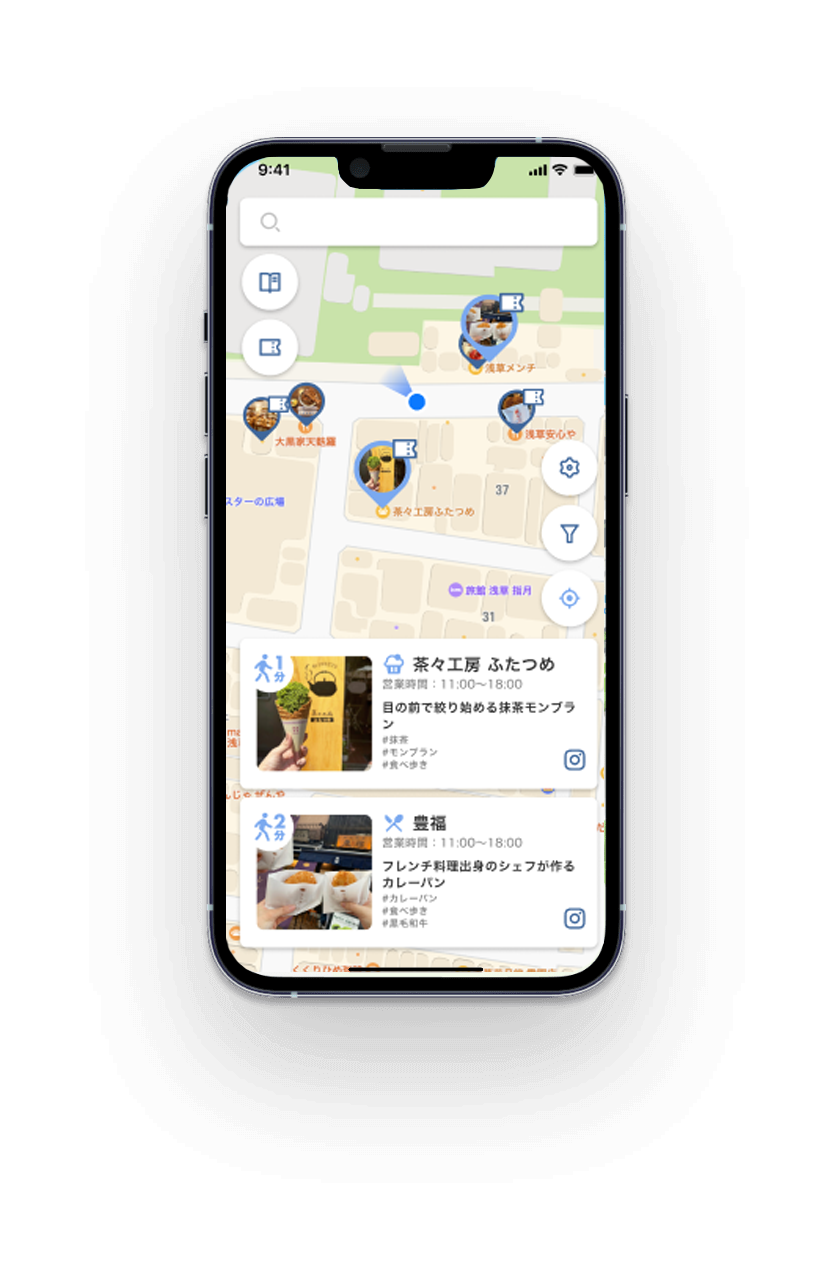 9:41
浅草メンチ
大黒家天麩羅
浅草安心や
37
スターの広場
茶々工房ふたつめ
旅館 浅草 指月
31
1分
茶々工房 ふたつめ
営業時間：11:00〜18:00
目の前で絞り始める抹茶モンブラ
ン
#抹茶
#モンブラン
#食べ歩き
んじゃ ぜんや
2分
豊福
営業時間：11:00〜18:00
フレンチ料理出身のシェフが作る
カレーパン
#カレーパン
#食べ歩き
#黒毛和牛